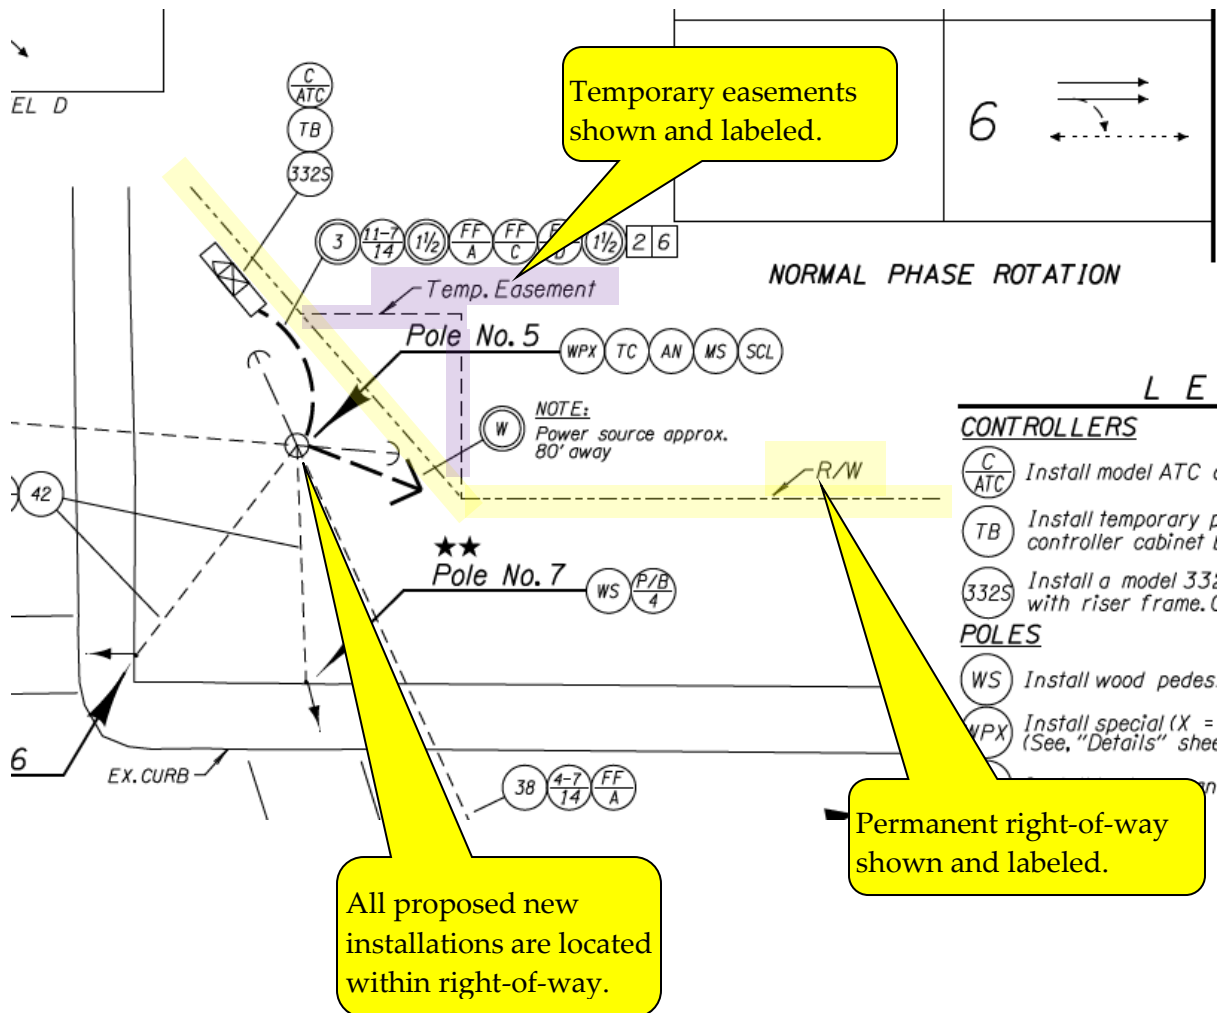 EL D
C
ATC
TB
332S
Temporary easements
shown and labeled.
6
3
11-7
14
1½
FF
A
FF
C
1½
2 6
NORMAL PHASE ROTATION
Temp. Easement
Pole No. 5
WPX TC AN MS SCL
W
NOTE:
Power source approx.
80' away
R/W
42
L E
CONTROLLERS
C
ATC
Install model ATC
TB
Install temporary
controller cabinet
332S
Install a model
with riser frame.
POLES
WS
Install wood
WPX
Install special (X =
(See, "Details"
★★
Pole No. 7
WS
P/B
4
6
EX. CURB
38
4-7
14
FF
A
Permanent right-of-way
shown and labeled.
All proposed new
installations are located
within right-of-way.